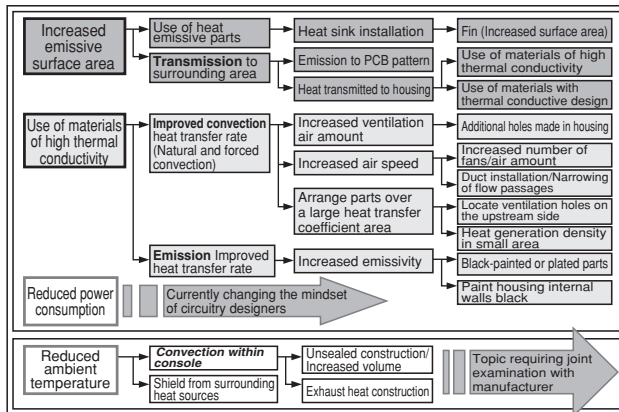 Increased
emissive
surface area
Use of heat
emissive parts
Heat sink installation
Fin (Increased surface area)
Transmission to
surrounding area
Emission to PCB pattern
Heat transmitted to housing
Use of materials of high
thermal conductivity
Use of materials with
thermal conductive design
Use of materials
of high thermal
conductivity
Improved convection
heat transfer rate
(Natural and forced
convection)
Increased ventilation
air amount
Additional holes made in housing
Increased air speed
Increased number of
fans/air amount
Duct installation/Narrowing
of flow passages
Arrange parts over
a large heat transfer
coefficient area
Locate ventilation holes on
the upstream side
Heat generation density
in small area
Emission Improved
heat transfer rate
Increased emissivity
Black-painted or plated parts
Paint housing internal
walls black
Reduced power
consumption
Currently changing the mindset
of circuitry designers
Reduced
ambient
temperature
Convection within
console
Unsealed construction/
Increased volume
Shield from surrounding
heat sources
Exhaust heat construction
Topic requiring joint
examination with
manufacturer